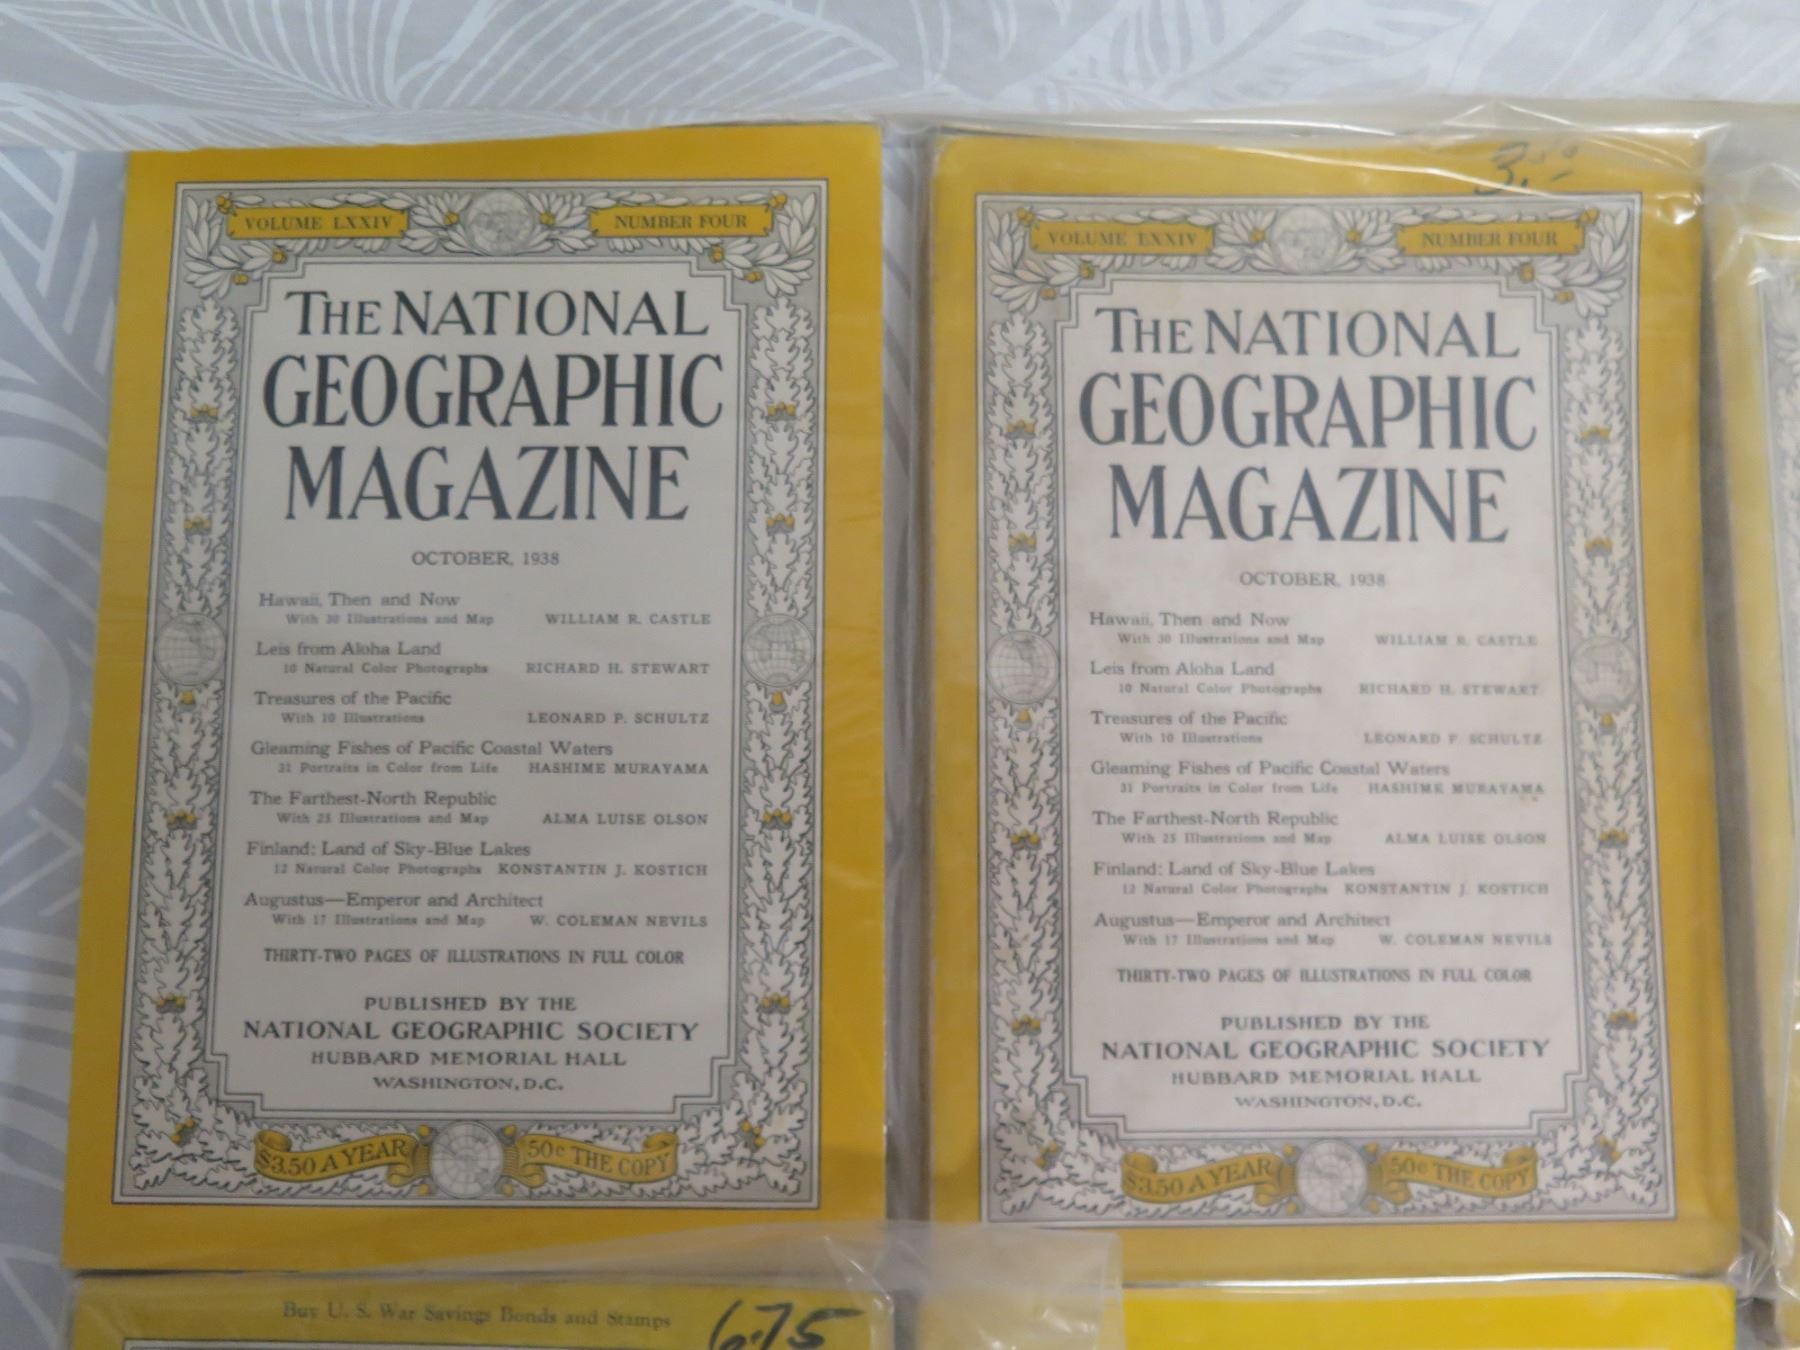 VOLUME LXXIV
NUMBER FOUR
THE NATIONAL
GEOGRAPHIC
MAGAZINE
OCTOBER, 1938
Hawaii, Then and Now
With 30 Illustrations and Map WILLIAM R. CASTLE
Leis from Aloha Land
10 Natural Color Photographs RICHARD H. STEWART
Treasures of the Pacific
With 10 Illustrations LEONARD P. SCHULTZ
Gleaming Fishes of Pacific Coastal Waters
31 Portraits in Color from Life HASHIME MURAYAMA
The Farthest-North Republic
With 25 Illustrations and Map ALMA LUISE OLSON
Finland: Land of Sky-Blue Lakes
12 Natural Color Photographs KONSTANTIN J. KOSTICH
Augustus—Emperor and Architect
With 17 Illustrations and Map W. COLEMAN NEVILS
THIRTY-TWO PAGES OF ILLUSTRATIONS IN FULL COLOR
PUBLISHED BY THE
NATIONAL GEOGRAPHIC SOCIETY
HUBBARD MEMORIAL HALL
WASHINGTON, D.C.
$3.50 A YEAR
50c THE COPY
VOLUME LXXIV
NUMBER FOUR
THE NATIONAL
GEOGRAPHIC
MAGAZINE
OCTOBER, 1938
Hawaii, Then and Now
With 30 Illustrations and Map WILLIAM R. CASTLE
Leis from Aloha Land
10 Natural Color Photographs RICHARD H. STEWART
Treasures of the Pacific
With 10 Illustrations LEONARD P. SCHULTZ
Gleaming Fishes of Pacific Coastal Waters
31 Portraits in Color from Life HASHIME MURAYAMA
The Farthest-North Republic
With 25 Illustrations and Map ALMA LUISE OLSON
Finland: Land of Sky-Blue Lakes
12 Natural Color Photographs KONSTANTIN J. KOSTICH
Augustus—Emperor and Architect
With 17 Illustrations and Map W. COLEMAN NEVILS
THIRTY-TWO PAGES OF ILLUSTRATIONS IN FULL COLOR
PUBLISHED BY THE
NATIONAL GEOGRAPHIC SOCIETY
HUBBARD MEMORIAL HALL
WASHINGTON, D.C.
$3.50 A YEAR
50c THE COPY
Buy U. S. War Savings Bonds and Stamps
6.75